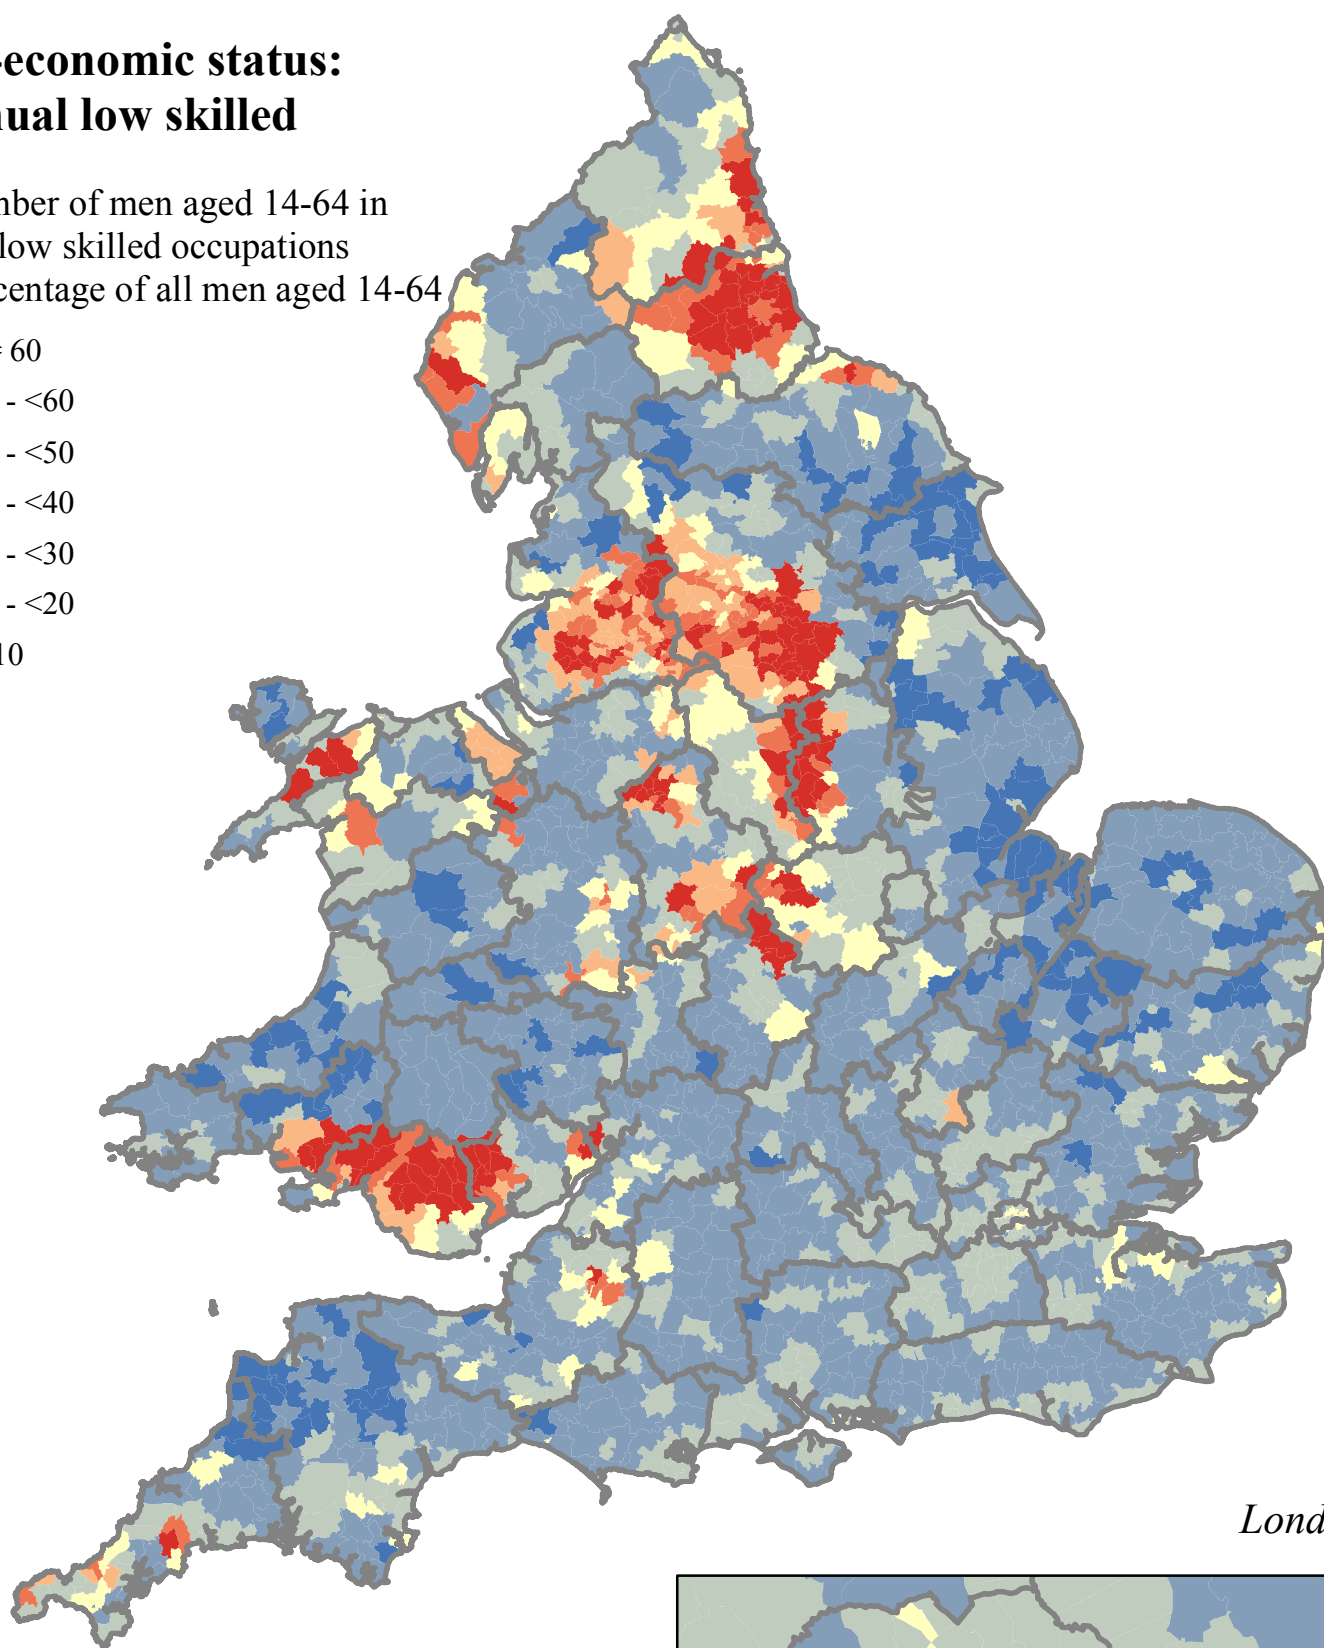 -economic status:
ual low skilled
ber of men aged 14-64 in
low skilled occupations
centage of all men aged 14-64
= 60
- <60
- <50
- <40
- <30
- <20
10
Lond